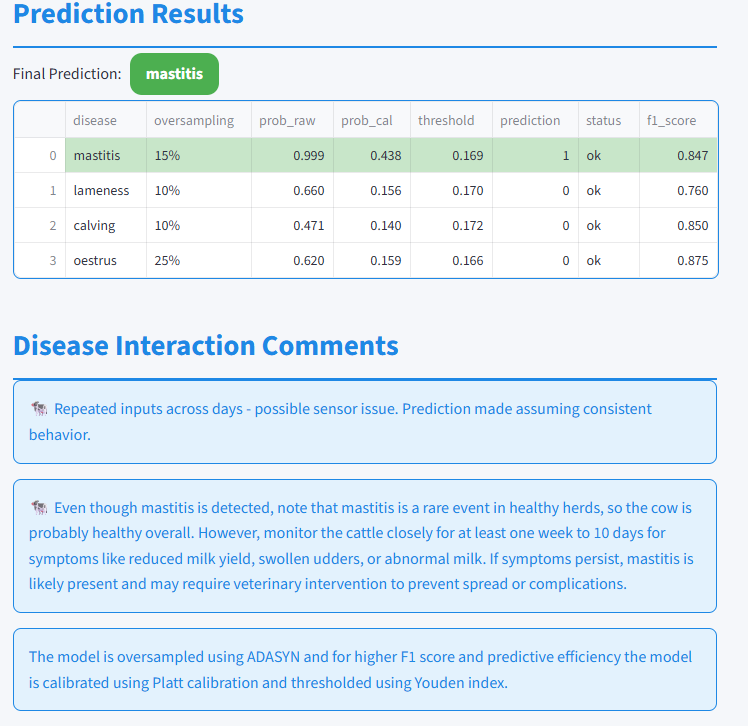 Prediction Results
Final Prediction: mastitis
disease oversampling prob_raw prob_cal threshold prediction status f1_score
0 mastitis 15% 0.999 0.438 0.169 1 ok 0.847
1 lameness 10% 0.660 0.156 0.170 0 ok 0.760
2 calving 10% 0.471 0.140 0.172 0 ok 0.850
3 oestrus 25% 0.620 0.159 0.166 0 ok 0.875
Disease Interaction Comments
Repeated inputs across days - possible sensor issue. Prediction made assuming consistent
behavior.
Even though mastitis is detected, note that mastitis is a rare event in healthy herds, so the cow is
probably healthy overall. However, monitor the cattle closely for at least one week to 10 days for
symptoms like reduced milk yield, swollen udders, or abnormal milk. If symptoms persist, mastitis is
likely present and may require veterinary intervention to prevent spread or complications.
The model is oversampled using ADASYN and for higher F1 score and predictive efficiency the model
is calibrated using Platt calibration and thresholded using Youden index.